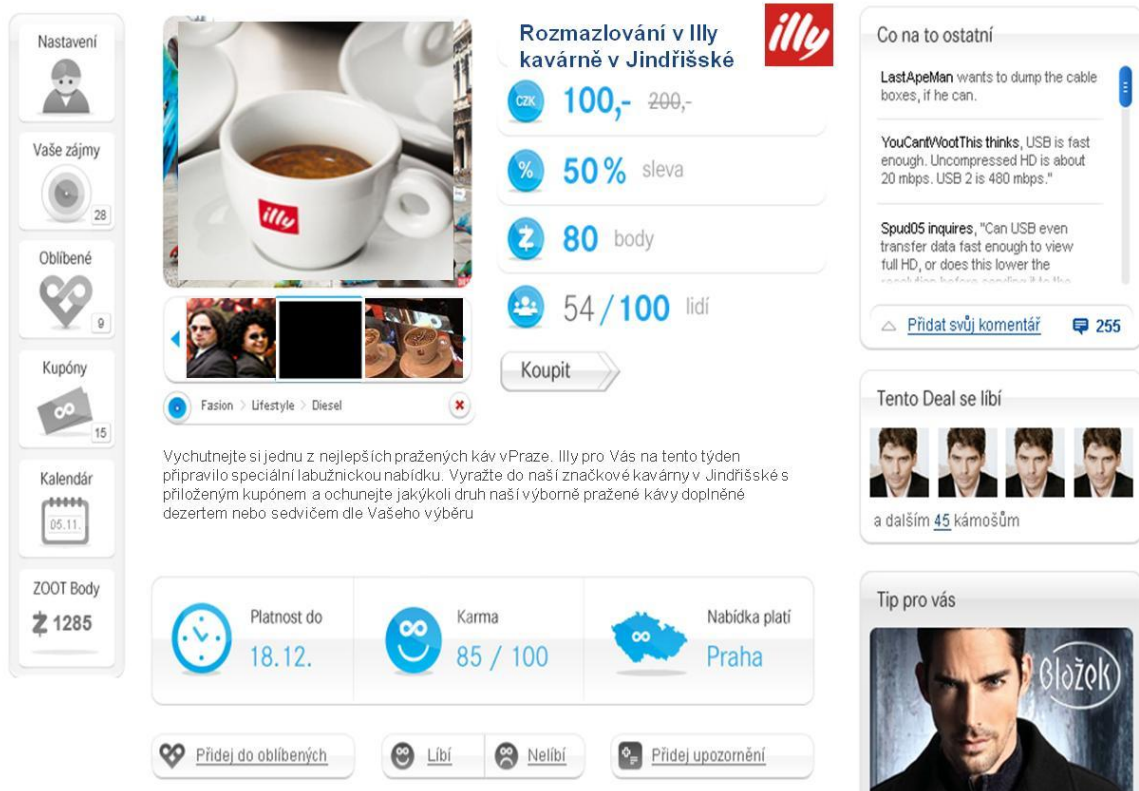 Nastavení
Vaše zájmy
28
Oblíbené
9
Kupóny
15
Kalendár
05.11.
ZOOT Body
1285
illy
Fasion > Lifestyle > Diesel
Rozmazlování v Illy
kavárně v Jindřišské
illy
CZK 100,- 200,-
% 50% sleva
80 body
54/100 lidí
Koupit
Vychutnejte si jednu z nejlepších pražených káv vPraze. Illy pro Vás na tento týden
připravilo speciální labužnickou nabídku. Vyražte do naší značkové kavárny v Jindřišské s
přiloženým kupónem a ochunejte jakýkoli druh naší výborně pražené kávy doplněné
dezertem nebo sedvičem dle Vašeho výběru
Platnost do
18.12.
Karma
85 / 100
Nabídka platí
Praha
Přidej do oblíbených
Líbí
Nelíbí
Přidej upozornění
Co na to ostatní
LastApeMan wants to dump the cable
boxes, if he can.
YouCantWootThis thinks, USB is fast
enough. Uncompressed HD is about
20 mbps. USB 2 is 480 mbps."
Spud05 inquires, "Can USB even
transfer data fast enough to view
full HD, or does this lower the
Přidat svůj komentář
255
Tento Deal se líbí
a dalším 45 kámošům
Tip pro vás
Blažek